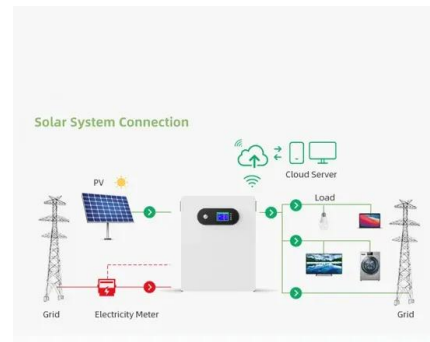 Solar System Connection
Cloud Server
PV
Load
Grid
Electricity Meter
Grid